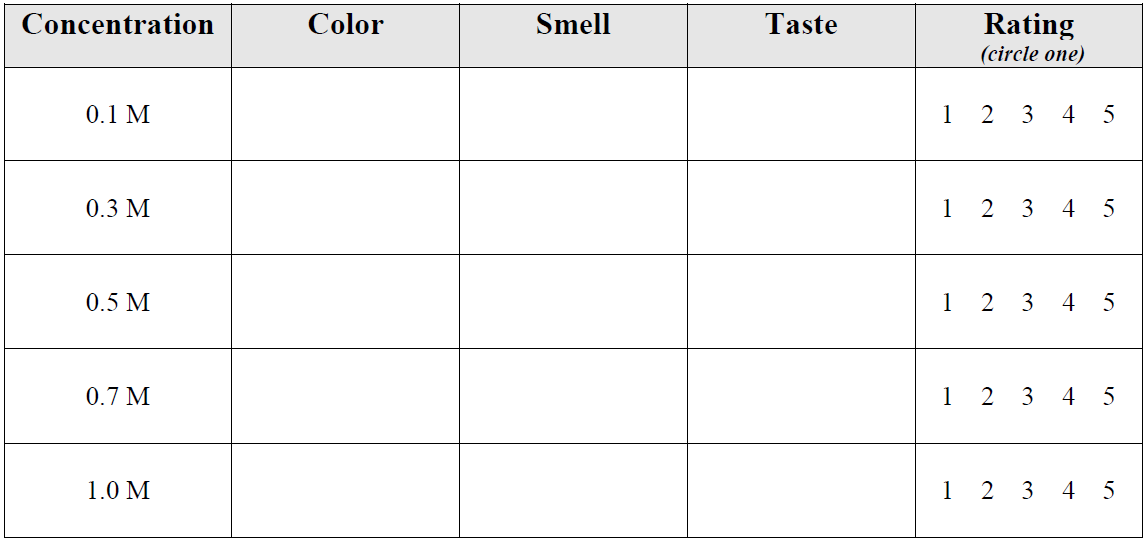 Concentration Color Smell Taste Rating
(circle one)
0.1 M 1 2 3 4 5
0.3 M 1 2 3 4 5
0.5 M 1 2 3 4 5
0.7 M 1 2 3 4 5
1.0 M 1 2 3 4 5